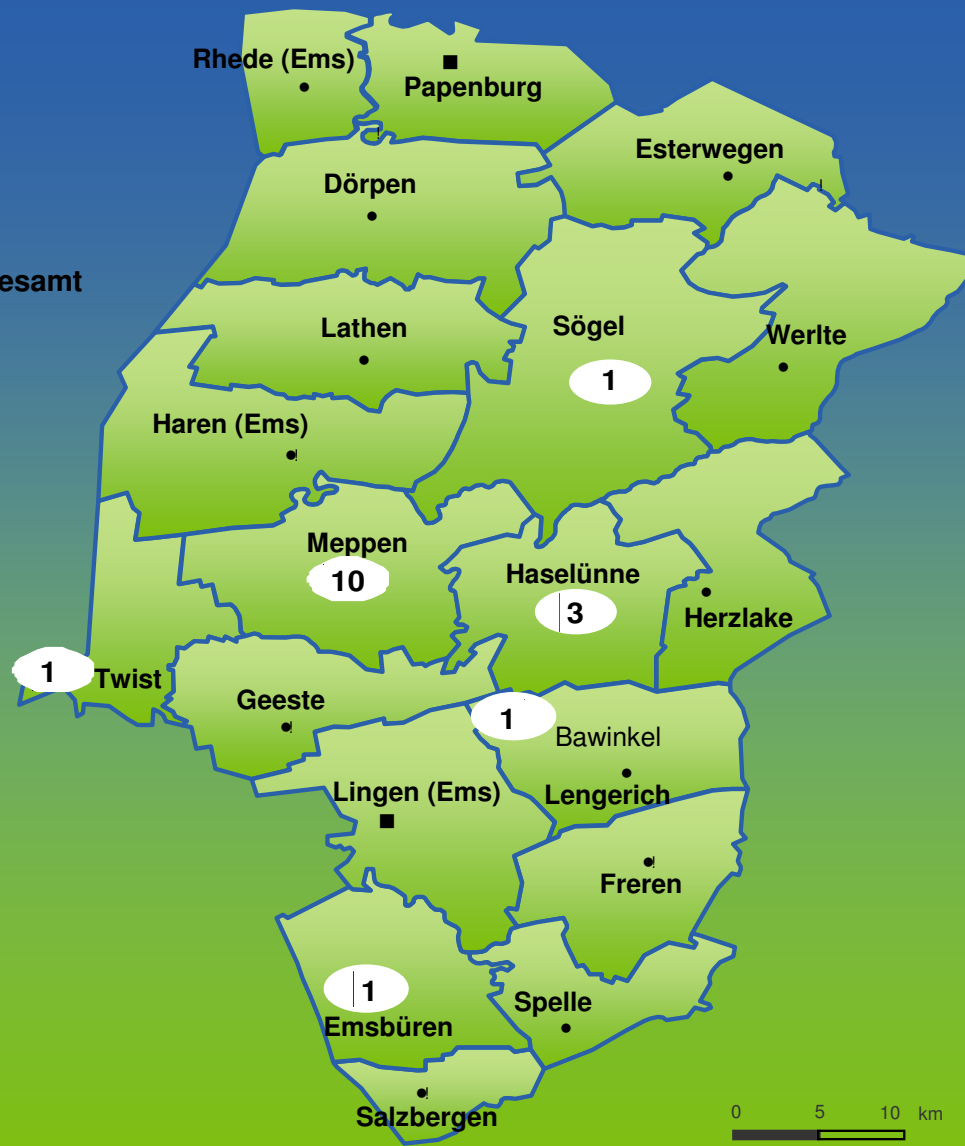 Rhede (Ems)
Papenburg
Esterwegen
Dörpen
esamt
Lathen
Sögel
Werlte
1
Haren (Ems)
Meppen
10
Haselünne
3
Herzlake
1
Twist
Geeste
1
Bawinkel
Lingen (Ems)
Lengerich
Freren
1
Emsbüren
Spelle
Salzbergen
0 5 10 km